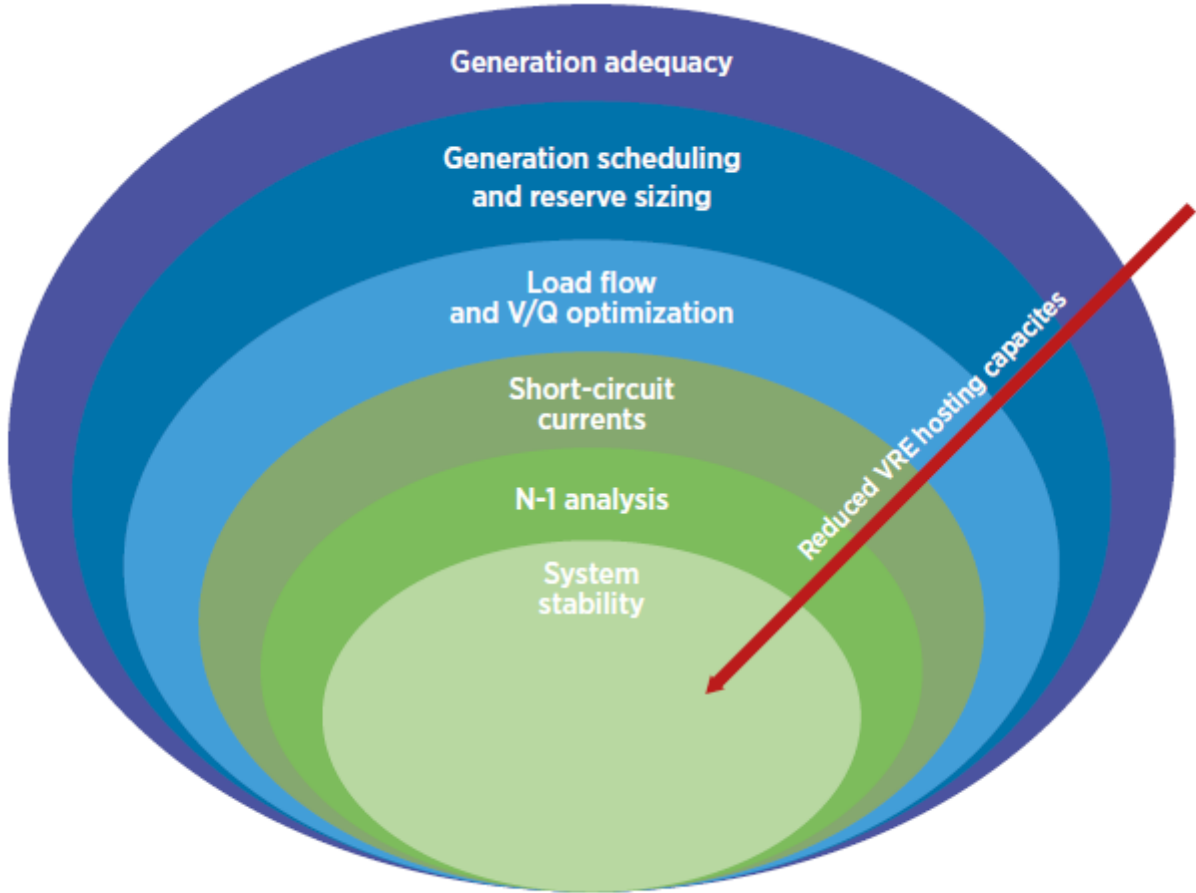 Generation adequacy
Generation scheduling
and reserve sizing
Load flow
and V/Q optimization
Short-circuit
currents
N-1 analysis
System
stability
Reduced VRE hosting capacites